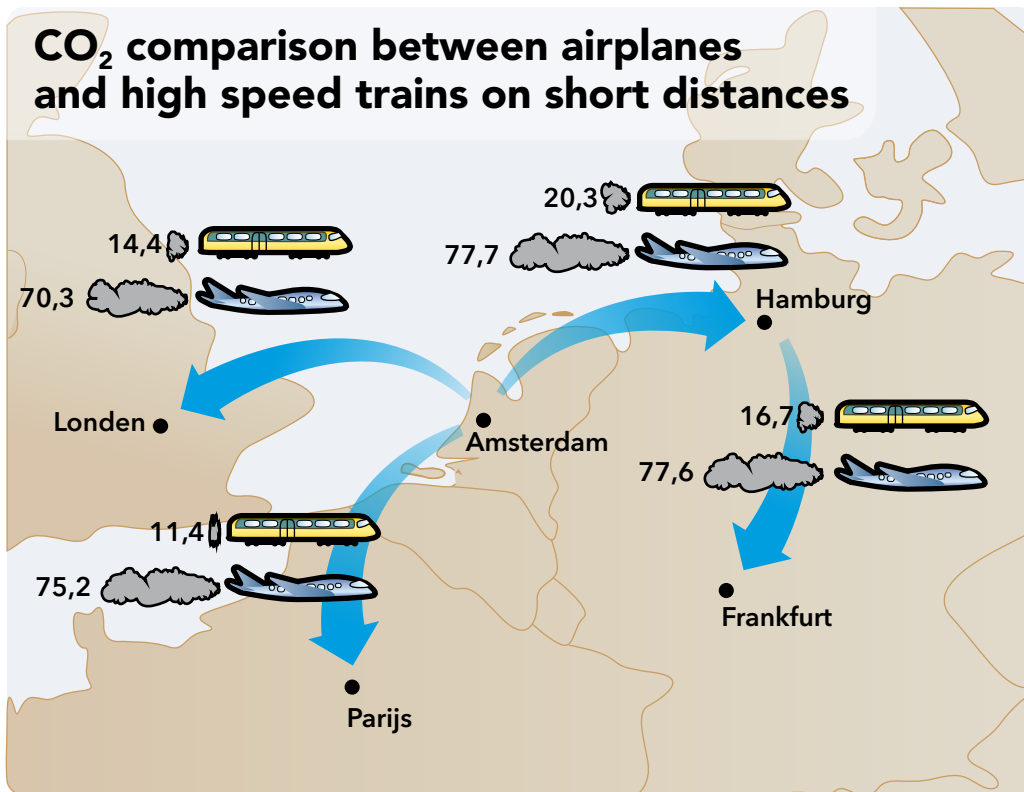 CO₂ comparison between airplanes
and high speed trains on short distances
20,3
77,7
14,4
70,3
Hamburg
Londen
Amsterdam
16,7
77,6
11,4
75,2
Frankfurt
Parijs